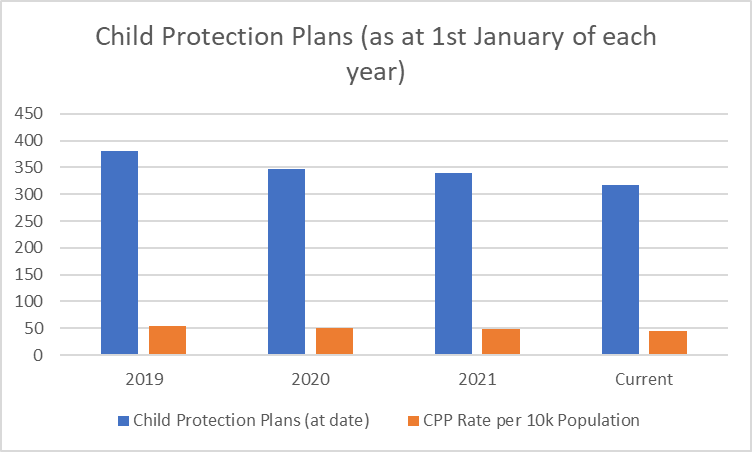 Child Protection Plans (as at 1st January of each
year)
450
400
350
300
250
200
150
100
50
0
2019 2020 2021 Current
Child Protection Plans (at date) CPP Rate per 10k Population